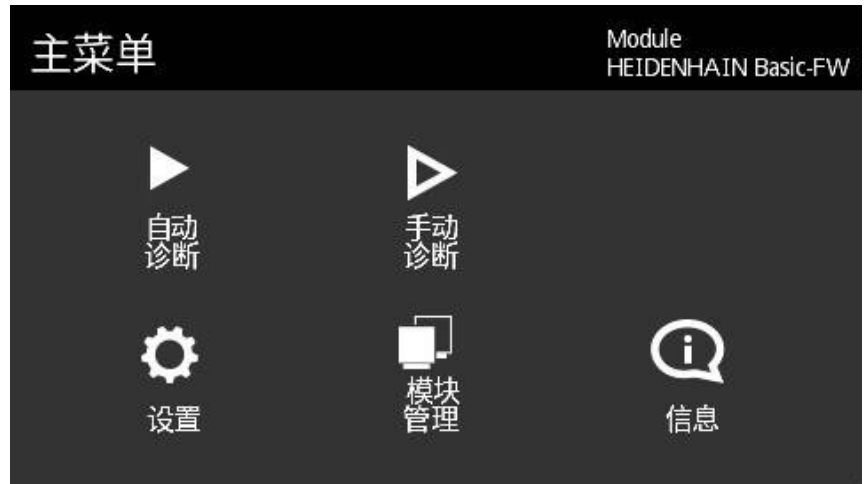 主菜单
Module
HEIDENHAIN Basic-FW
自动
诊断
手动
诊断
设置
模块
管理
信息